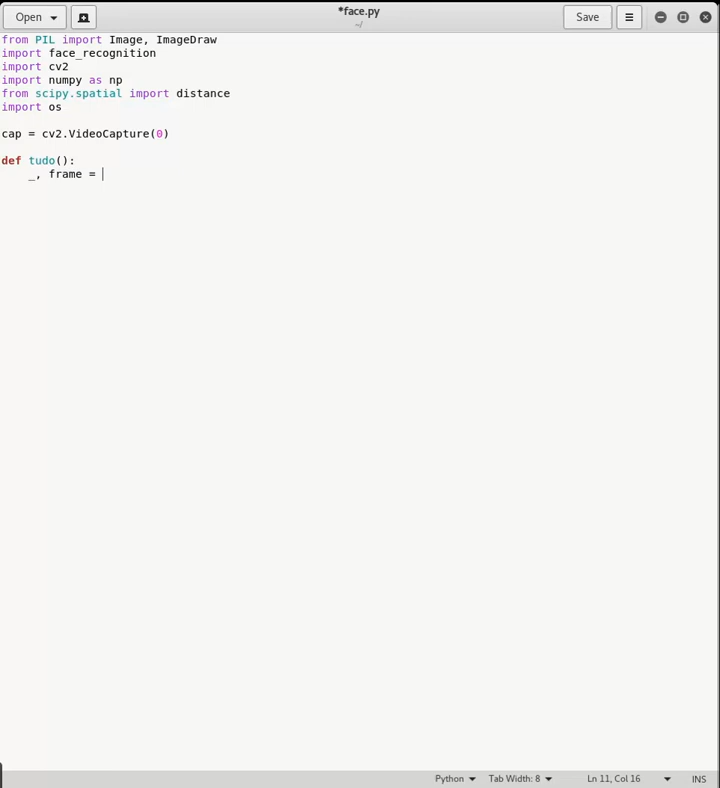 Open
*face.py
~/
Save
from PIL import Image, ImageDraw
import face_recognition
import cv2
import numpy as np
from scipy.spatial import distance
import os
cap = cv2.VideoCapture(0)
def tudo():
    _, frame =
Python
Tab Width: 8
Ln 11, Col 16
INS